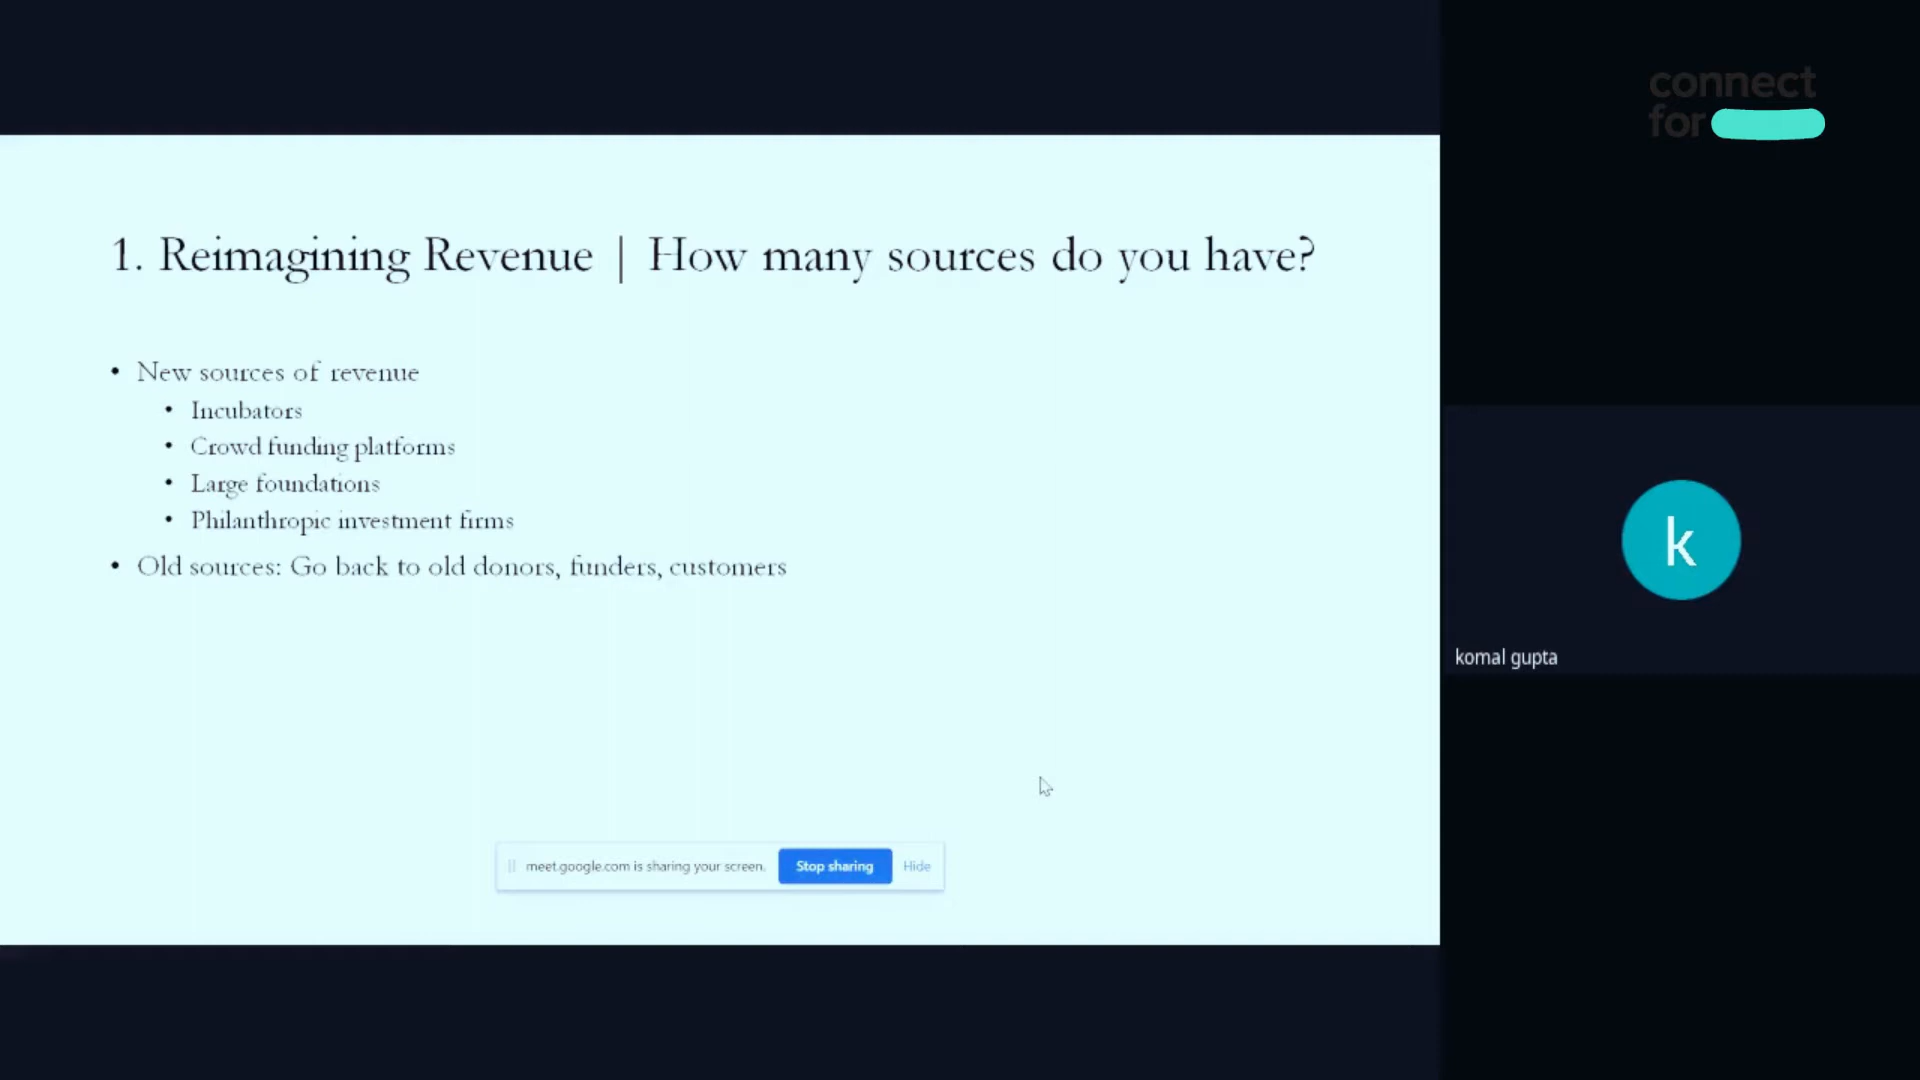 connect
for
1. Reimagining Revenue | How many sources do you have?
• New sources of revenue
• Incubators
• Crowd funding platforms
• Large foundations
• Philanthropic investment firms
• Old sources: Go back to old donors, funders, customers
k
komal gupta
meet.google.com is sharing your screen. Stop sharing Hide